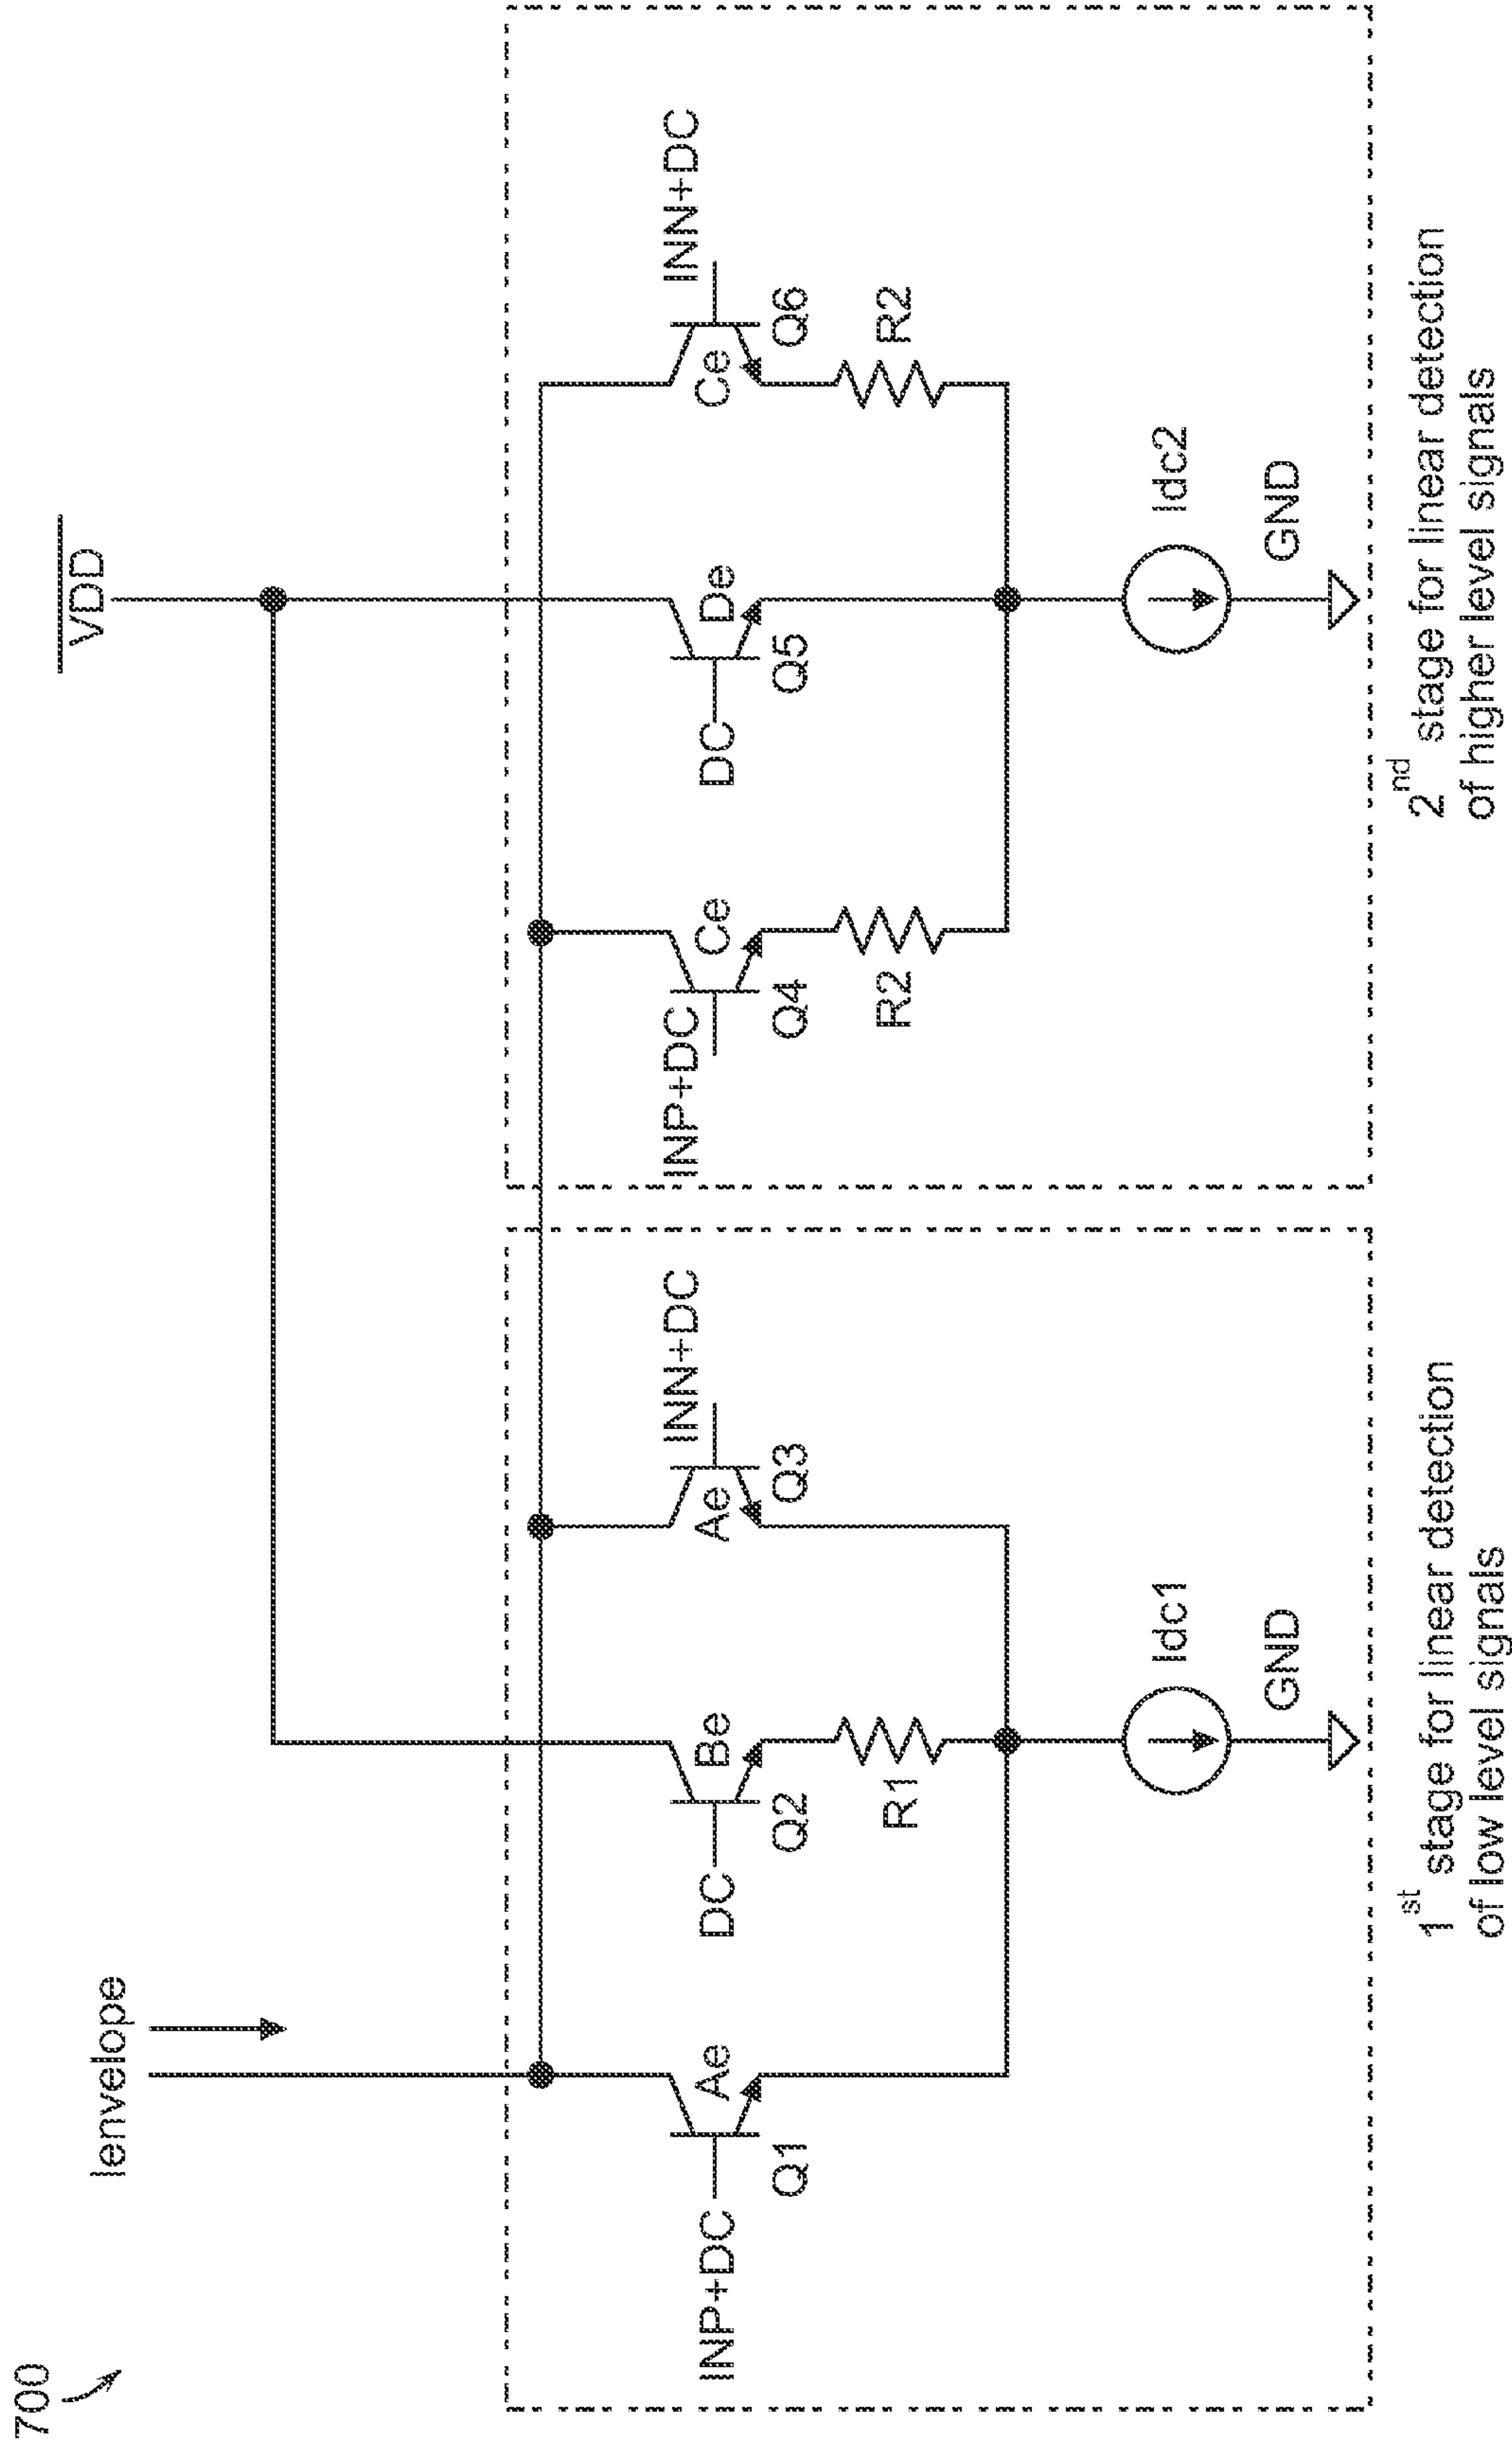 700
Ienvelope
VDD
INP+DC
Ae
Q1
DC
Be
Q2
R1
Ae
INN+DC
Q3
Idc1
GND
INP+DC
Ce
Q4
R2
DC
De
Q5
Ce
INN+DC
Q6
R2
Idc2
GND
1st stage for linear detection
of low level signals
2nd stage for linear detection
of higher level signals